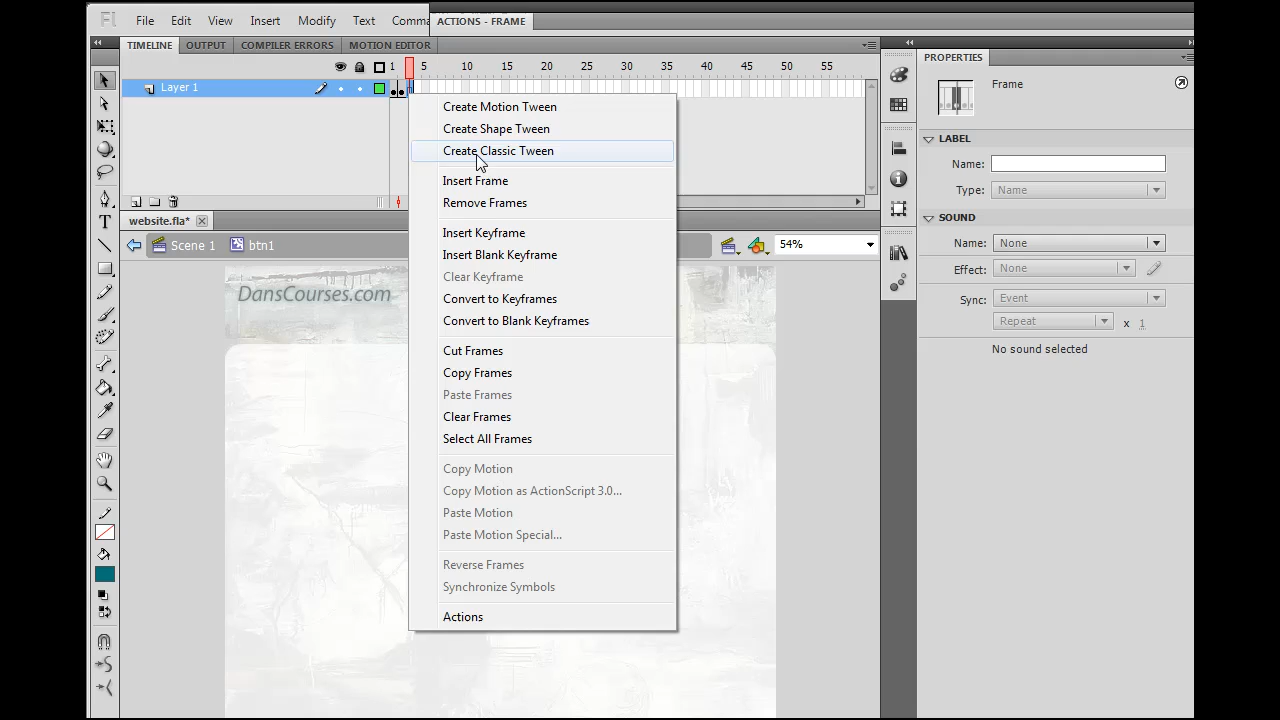 Fl File Edit View Insert Modify Text Comma ACTIONS - FRAME
TIMELINE OUTPUT COMPILER ERRORS MOTION EDITOR
PROPERTIES
1 5 10 15 20 25 30 35 40 45 50 55
Layer 1
Frame
LABEL
Name:
Type: Name
SOUND
Name: None
Effect: None
Sync: Event
Repeat x 1
No sound selected
Create Motion Tween
Create Shape Tween
Create Classic Tween
Insert Frame
Remove Frames
Insert Keyframe
Insert Blank Keyframe
Clear Keyframe
Convert to Keyframes
Convert to Blank Keyframes
Cut Frames
Copy Frames
Paste Frames
Clear Frames
Select All Frames
Copy Motion
Copy Motion as ActionScript 3.0...
Paste Motion
Paste Motion Special...
Reverse Frames
Synchronize Symbols
Actions
website.fla*
Scene 1 btn1
54%
DansCourses.com